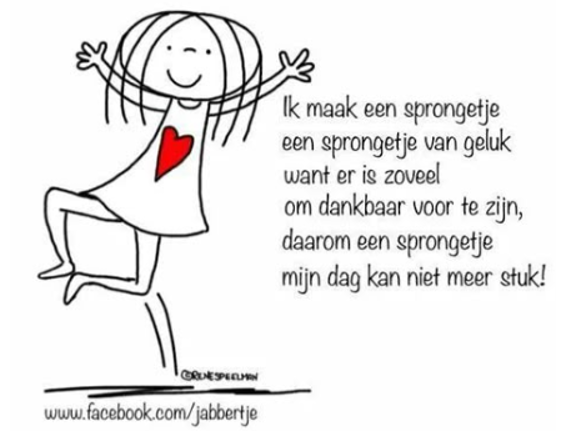 Ik maak een sprongetje
een sprongetje van geluk
want er is zoveel
om dankbaar voor te zijn,
daarom een sprongetje
mijn dag kan niet meer stuk!
©RENESPEELMAN
www.facebook.com/jabbertje